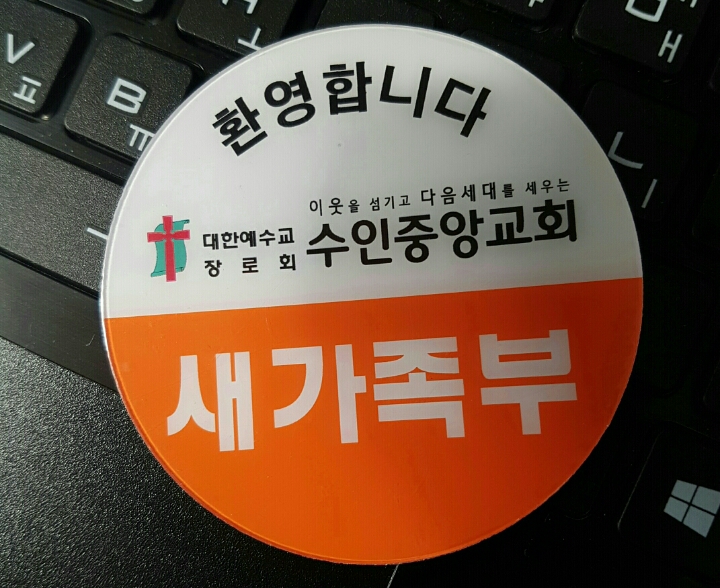 환영합니다
이웃을 섬기고 다음세대를 세우는
대한예수교
장로회
수인중앙교회
새가족부
V
ㅍ
B
ㅠ
ㅊ
ㅐ